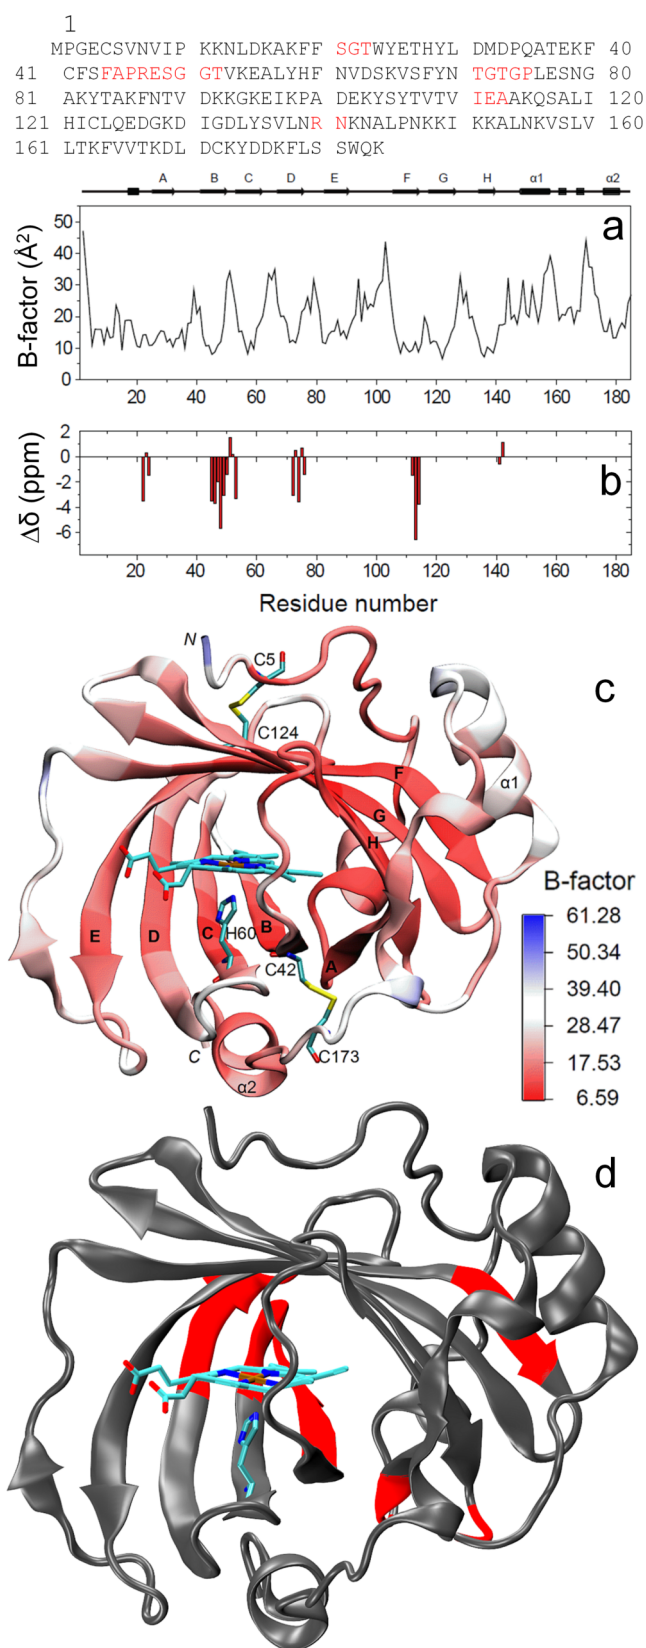 1
MPGECSVNVIP KKNLDKAKFF SGTWYETHYL DMDPQATEKF 40
41 CFSFAPRESGGTVKEALYHF NVDSKVSFYN TGTGPLESNG 80
81 AKYTAKFNTV DKKGKEIKPA DEKYSYTVTV IEAAKQSALI 120
121 HICLQEDGKD IGDLYSVLNR NKNALPNKKI KKALNKVSLV 160
161 LTKFVVTKDL DCKYDDKFLS SWQK
A B C D E F G H α1 α2
a
B-factor (Å²)
50
40
30
20
10
0
20 40 60 80 100 120 140 160 180
b
Δδ (ppm)
2
0
-2
-4
-6
20 40 60 80 100 120 140 160 180
Residue number
c
N
C5
C124
F
α1
G
H
E D C H60 B
C42 A
C α2 C173
B-factor
61.28
50.34
39.40
28.47
17.53
6.59
d